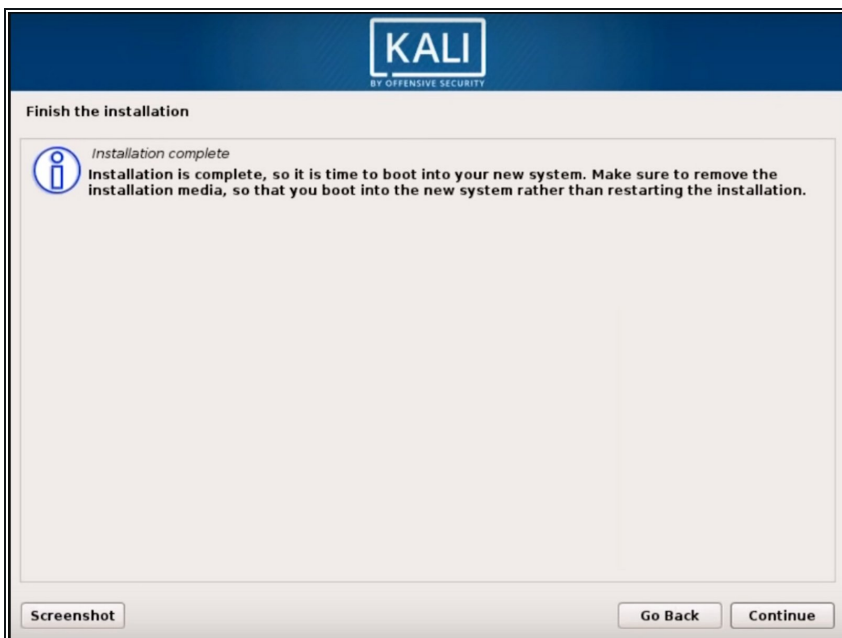 KALI
BY OFFENSIVE SECURITY
Finish the installation
Installation complete
Installation is complete, so it is time to boot into your new system. Make sure to remove the
installation media, so that you boot into the new system rather than restarting the installation.
Screenshot
Go Back
Continue